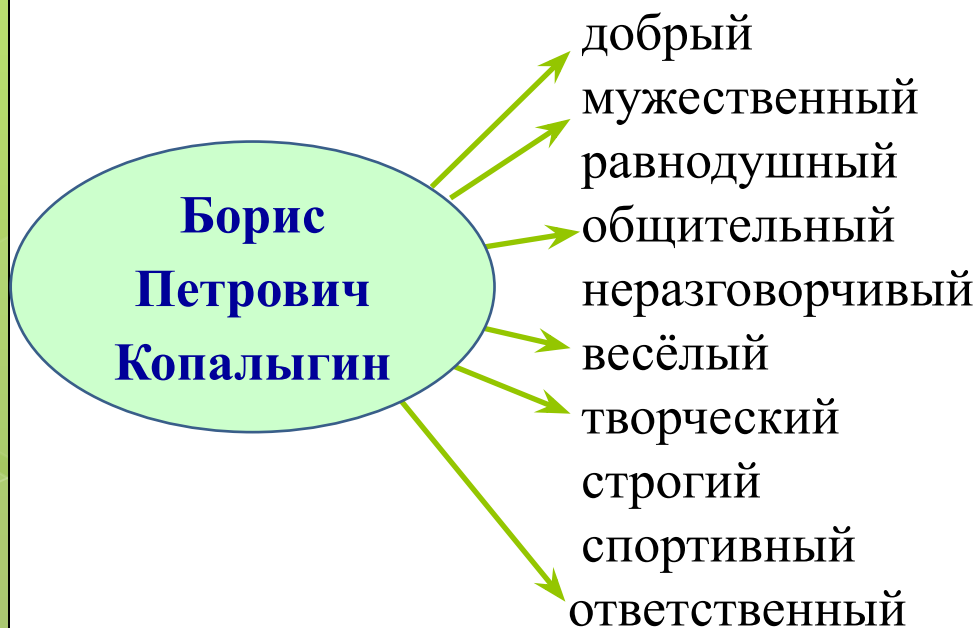 Борис
Петрович
Копалыгин
добрый
мужественный
равнодушный
общительный
неразговорчивый
весёлый
творческий
строгий
спортивный
ответственный